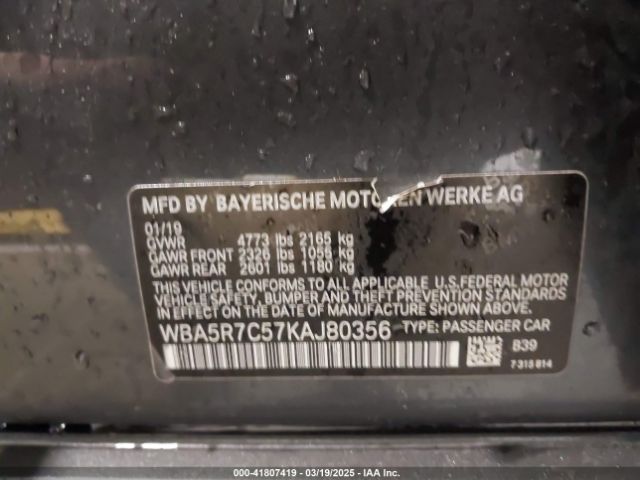 MFD BY BAYERISCHE MOTOREN WERKE AG
01/19
GVWR 4773 lbs 2165 kg
GAWR FRONT 2326 lbs 1056 kg
GAWR REAR 2601 lbs 1180 kg
THIS VEHICLE CONFORMS TO ALL APPLICABLE U.S.FEDERAL MOTOR
VEHICLE SAFETY, BUMPER AND THEFT PREVENTION STANDARDS
IN EFFECT ON THE DATE OF MANUFACTURE SHOWN ABOVE.
WBA5R7C57KAJ80356 TYPE: PASSENGER CAR
B39
7 315 814
000-41807419 - 03/19/2025 - IAA Inc.